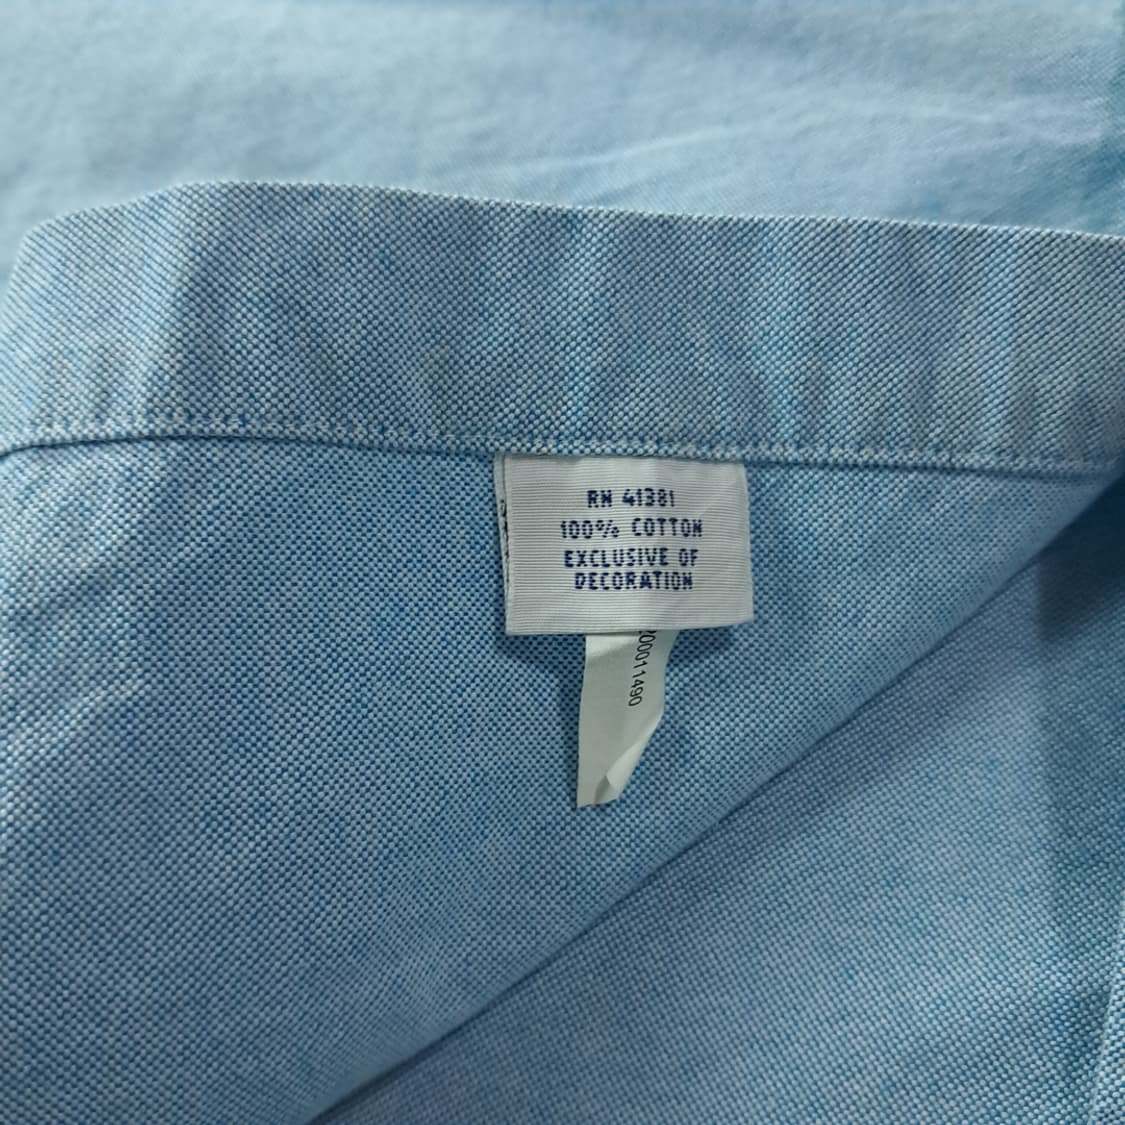 RN 41381
100% COTTON
EXCLUSIVE OF
DECORATION
00011490